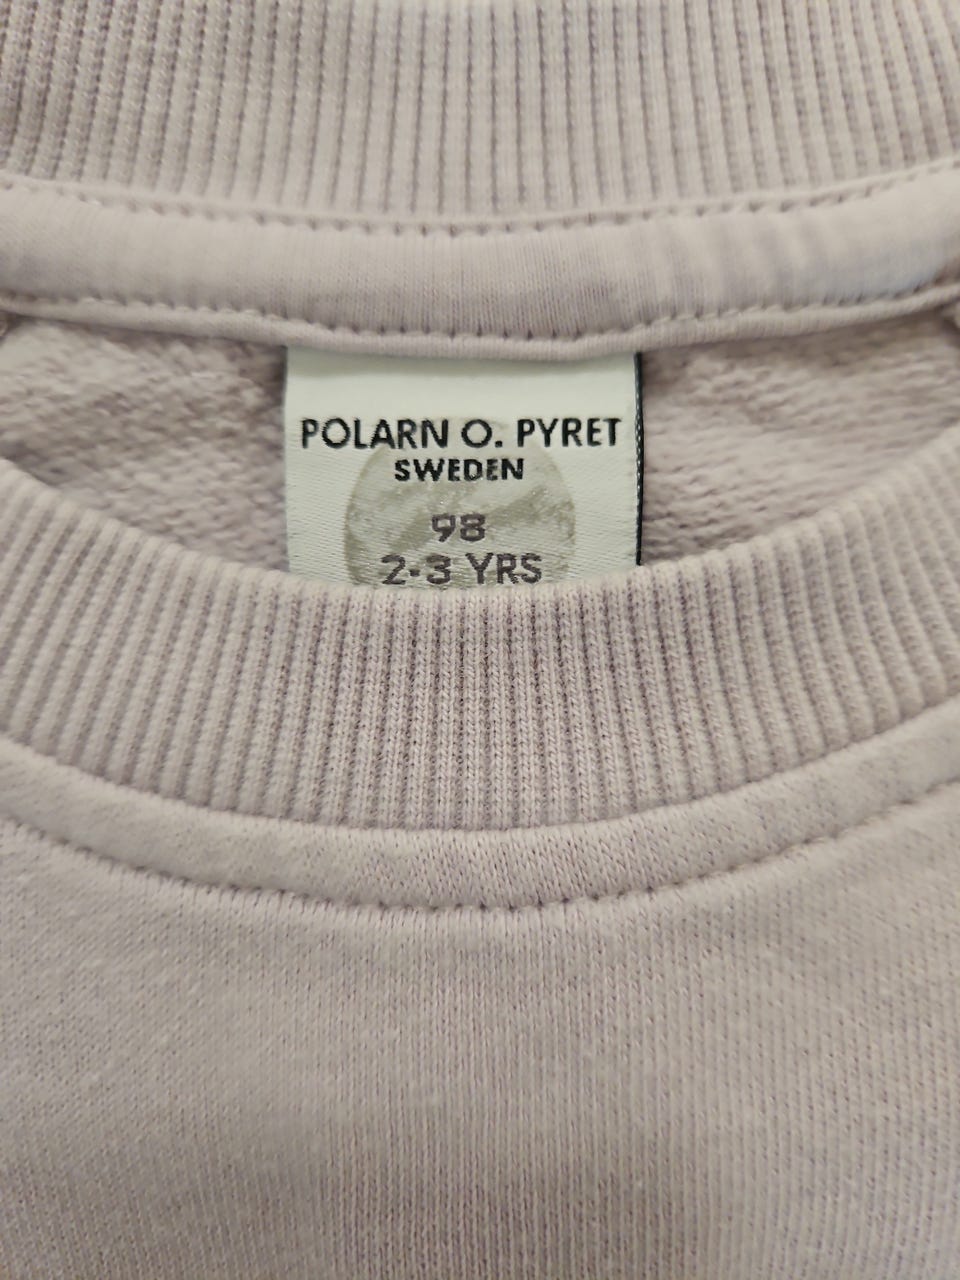 POLARN O. PYRET
SWEDEN
98
2-3 YRS